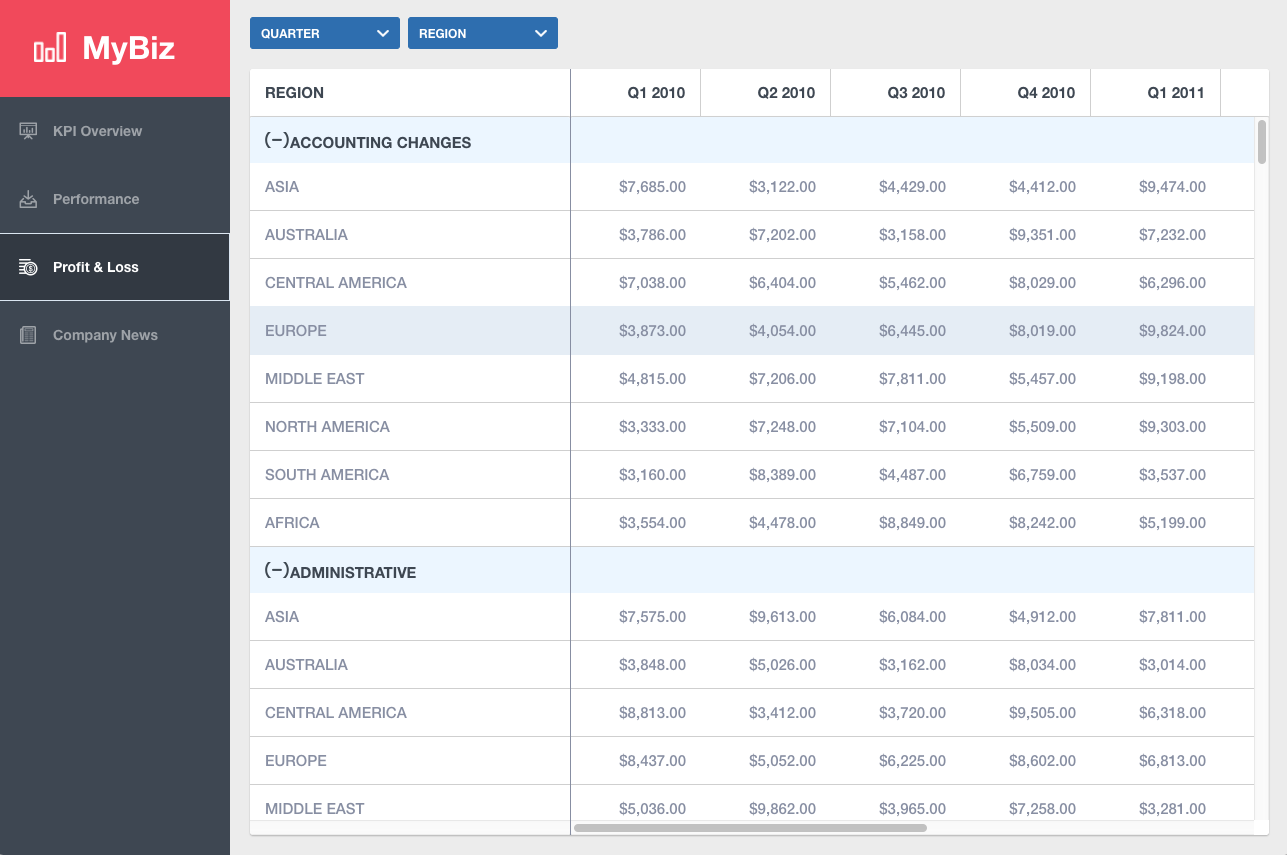 MyBiz
KPI Overview
Performance
Profit & Loss
Company News
QUARTER REGION
REGION Q1 2010 Q2 2010 Q3 2010 Q4 2010 Q1 2011
(−)ACCOUNTING CHANGES
ASIA $7,685.00 $3,122.00 $4,429.00 $4,412.00 $9,474.00
AUSTRALIA $3,786.00 $7,202.00 $3,158.00 $9,351.00 $7,232.00
CENTRAL AMERICA $7,038.00 $6,404.00 $5,462.00 $8,029.00 $6,296.00
EUROPE $3,873.00 $4,054.00 $6,445.00 $8,019.00 $9,824.00
MIDDLE EAST $4,815.00 $7,206.00 $7,811.00 $5,457.00 $9,198.00
NORTH AMERICA $3,333.00 $7,248.00 $7,104.00 $5,509.00 $9,303.00
SOUTH AMERICA $3,160.00 $8,389.00 $4,487.00 $6,759.00 $3,537.00
AFRICA $3,554.00 $4,478.00 $8,849.00 $8,242.00 $5,199.00
(−)ADMINISTRATIVE
ASIA $7,575.00 $9,613.00 $6,084.00 $4,912.00 $7,811.00
AUSTRALIA $3,848.00 $5,026.00 $3,162.00 $8,034.00 $3,014.00
CENTRAL AMERICA $8,813.00 $3,412.00 $3,720.00 $9,505.00 $6,318.00
EUROPE $8,437.00 $5,052.00 $6,225.00 $8,602.00 $6,813.00
MIDDLE EAST $5,036.00 $9,862.00 $3,965.00 $7,258.00 $3,281.00